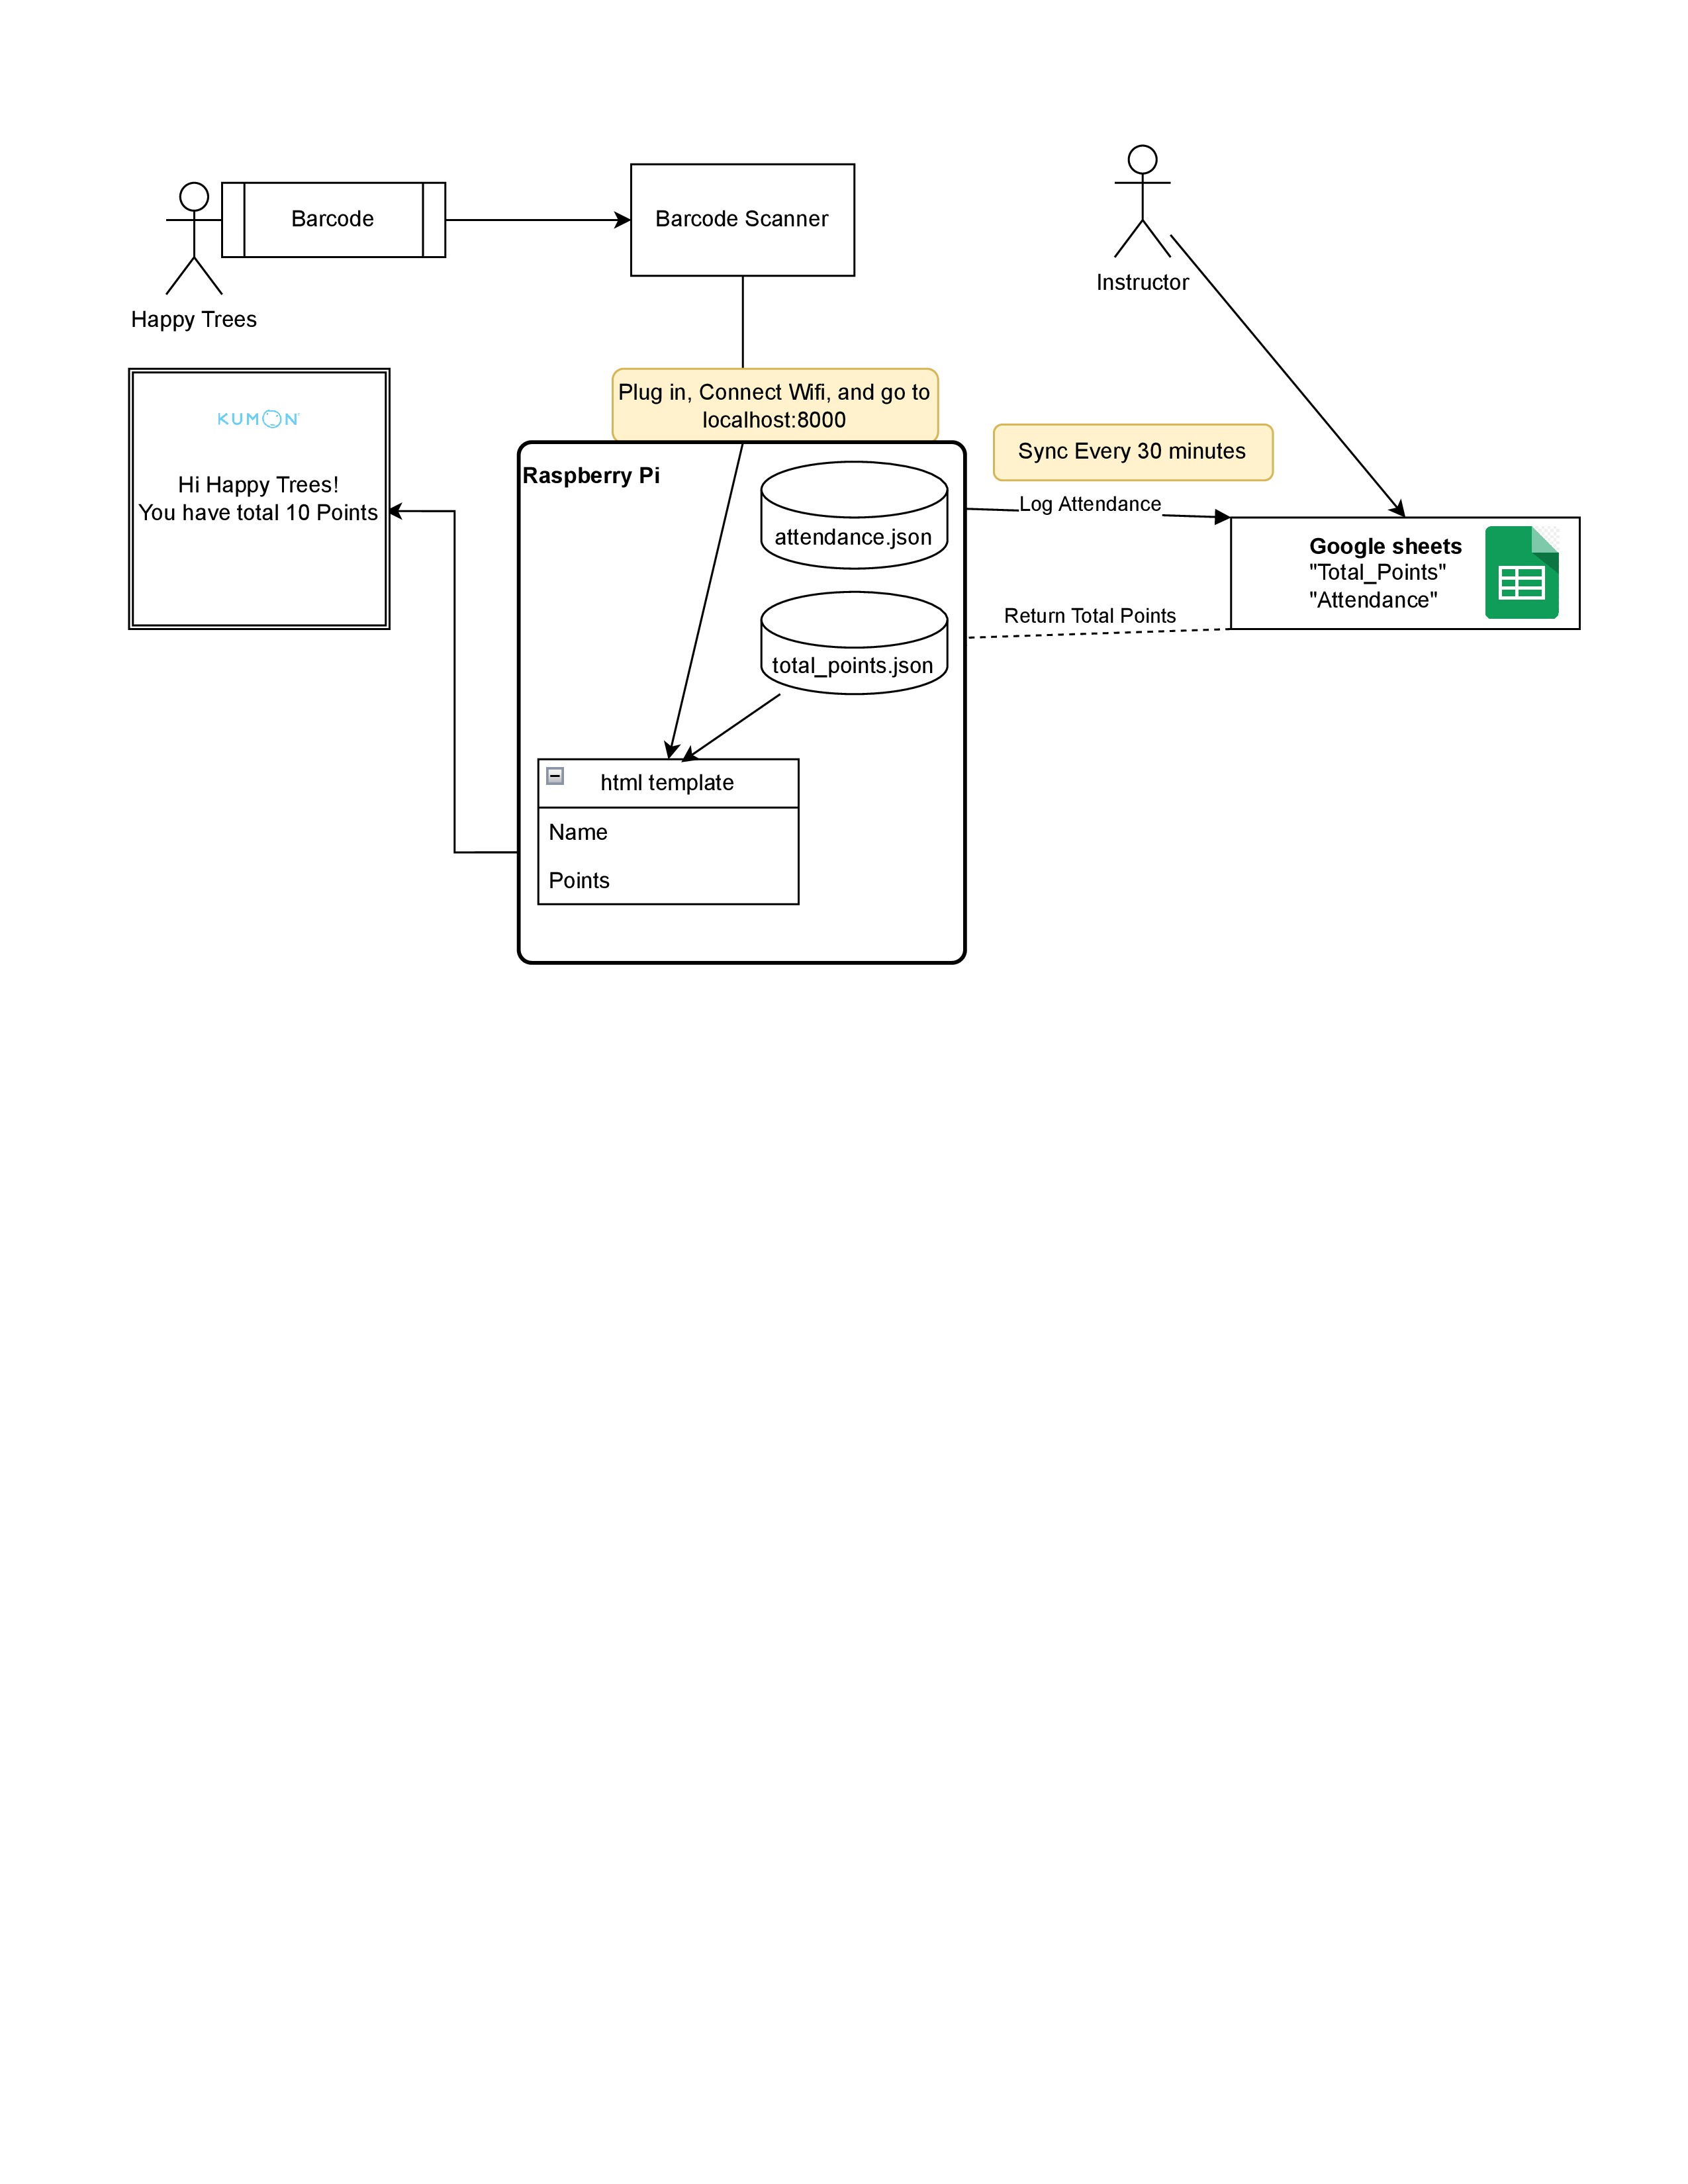 Barcode
Barcode Scanner
Instructor
Happy Trees
Plug in, Connect Wifi, and go to
localhost:8000
KUMON
Hi Happy Trees!
You have total 10 Points
Raspberry Pi
attendance.json
total_points.json
html template
Name
Points
Sync Every 30 minutes
Log Attendance
Return Total Points
Google sheets
"Total_Points"
"Attendance"